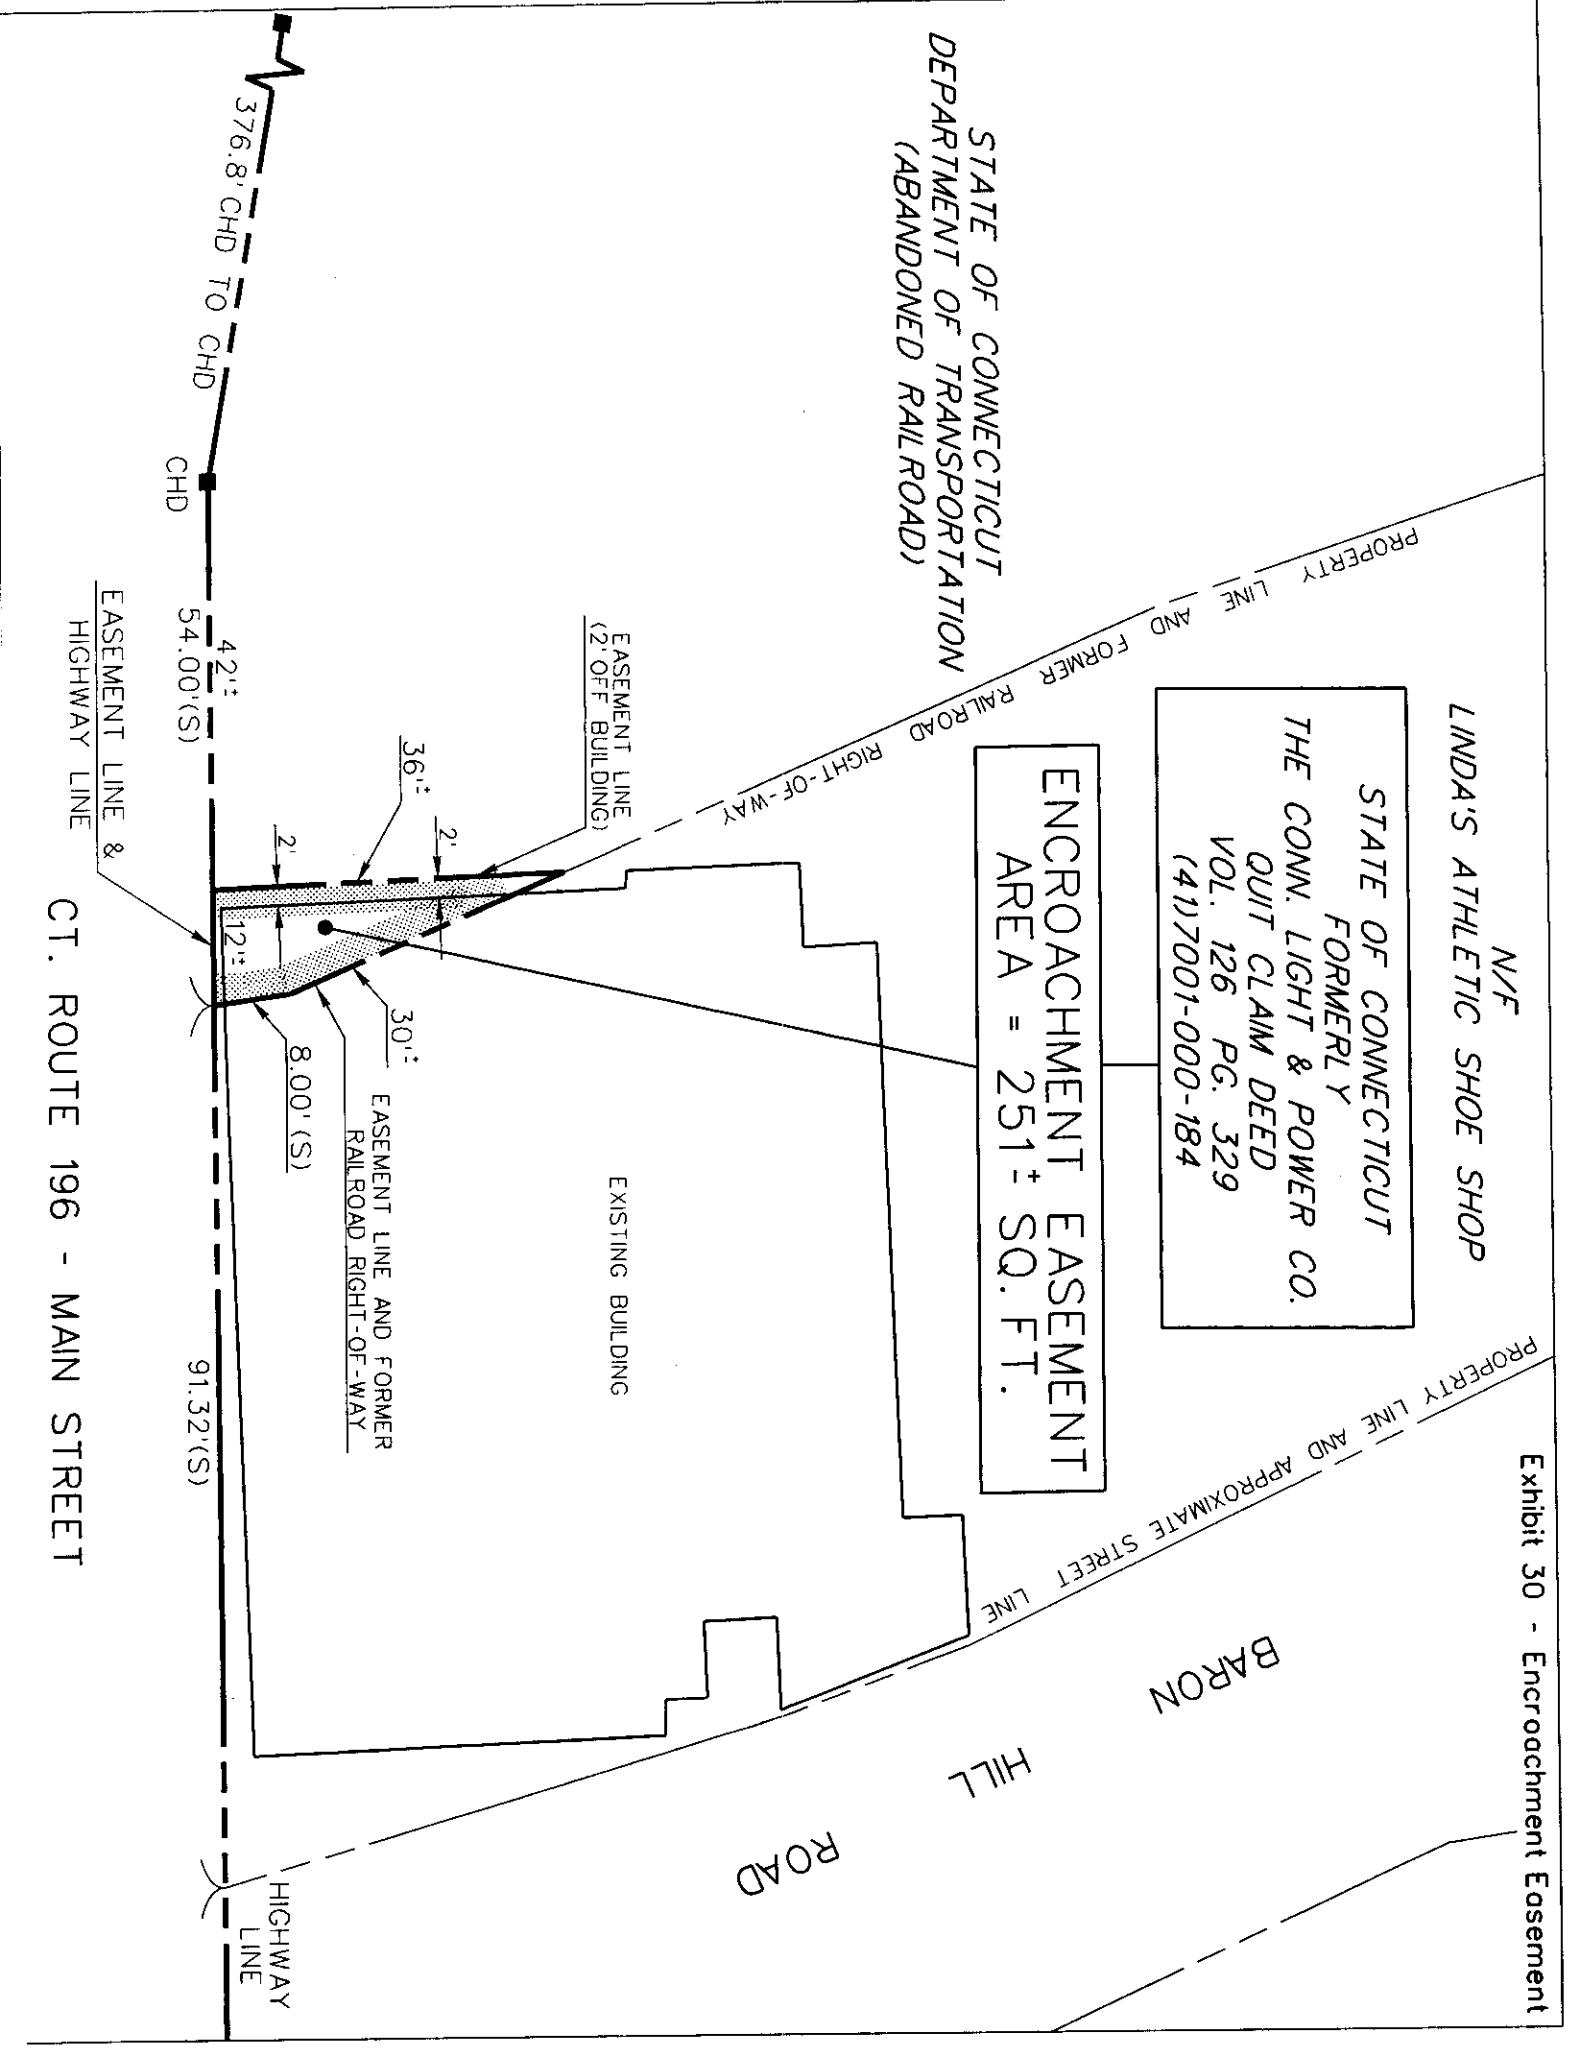 Exhibit 30 - Encroachment Easement
N/F
LINDA'S ATHLETIC SHOE SHOP
STATE OF CONNECTICUT
FORMERLY
THE CONN. LIGHT & POWER CO.
QUIT CLAIM DEED
VOL. 126 PG. 329
(41)7001-000-184
ENCROACHMENT EASEMENT
AREA = 251± SQ. FT.
STATE OF CONNECTICUT
DEPARTMENT OF TRANSPORTATION
(ABANDONED RAILROAD)
PROPERTY LINE AND FORMER RAILROAD RIGHT-OF-WAY
PROPERTY LINE AND APPROXIMATE STREET LINE
BARON HILL ROAD
EASEMENT LINE
(2' OFF BUILDING)
EXISTING BUILDING
36'±
2'
2'
12'±
30'±
8.00' (S)
EASEMENT LINE AND FORMER
RAILROAD RIGHT-OF-WAY
376.8' CHD TO CHD
CHD
42'±
54.00'(S)
91.32'(S)
HIGHWAY
LINE
EASEMENT LINE &
HIGHWAY LINE
CT. ROUTE 196 - MAIN STREET